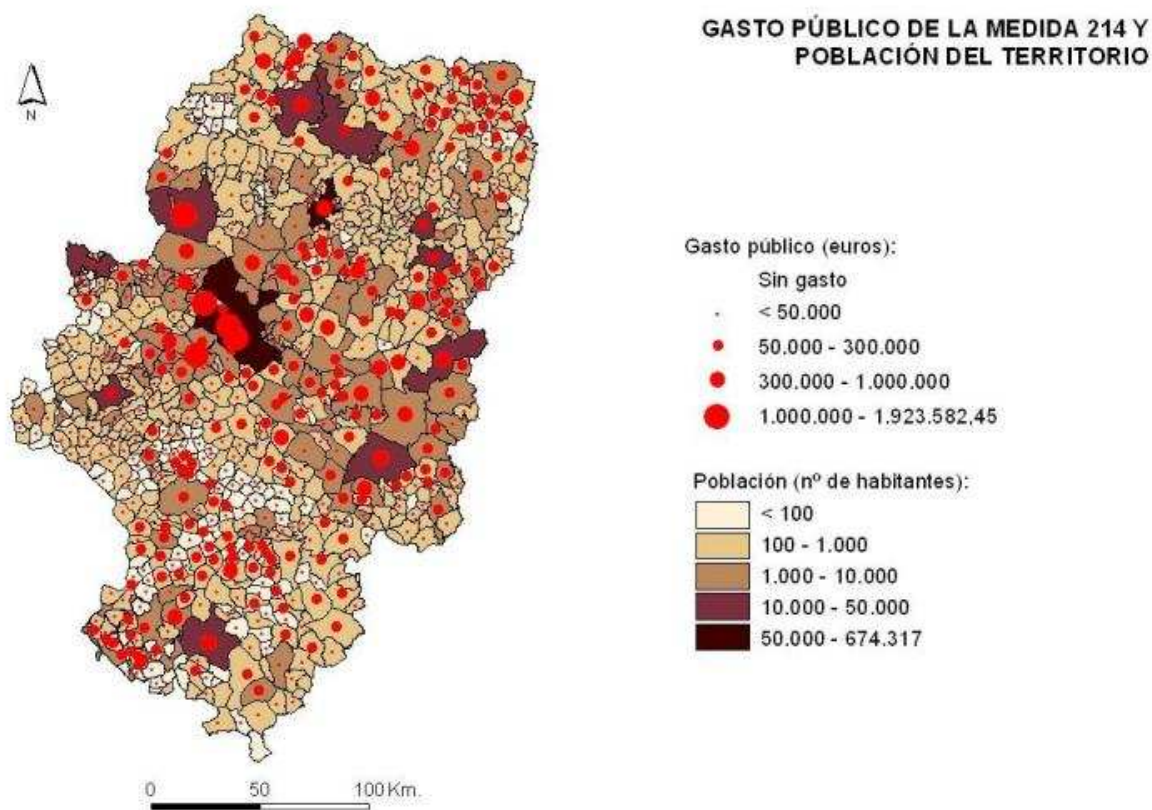 GASTO PÚBLICO DE LA MEDIDA 214 Y
POBLACIÓN DEL TERRITORIO
N
Gasto público (euros):
Sin gasto
< 50.000
50.000 - 300.000
300.000 - 1.000.000
1.000.000 - 1.923.582,45
Población (nº de habitantes):
< 100
100 - 1.000
1.000 - 10.000
10.000 - 50.000
50.000 - 674.317
0 50 100 Km.